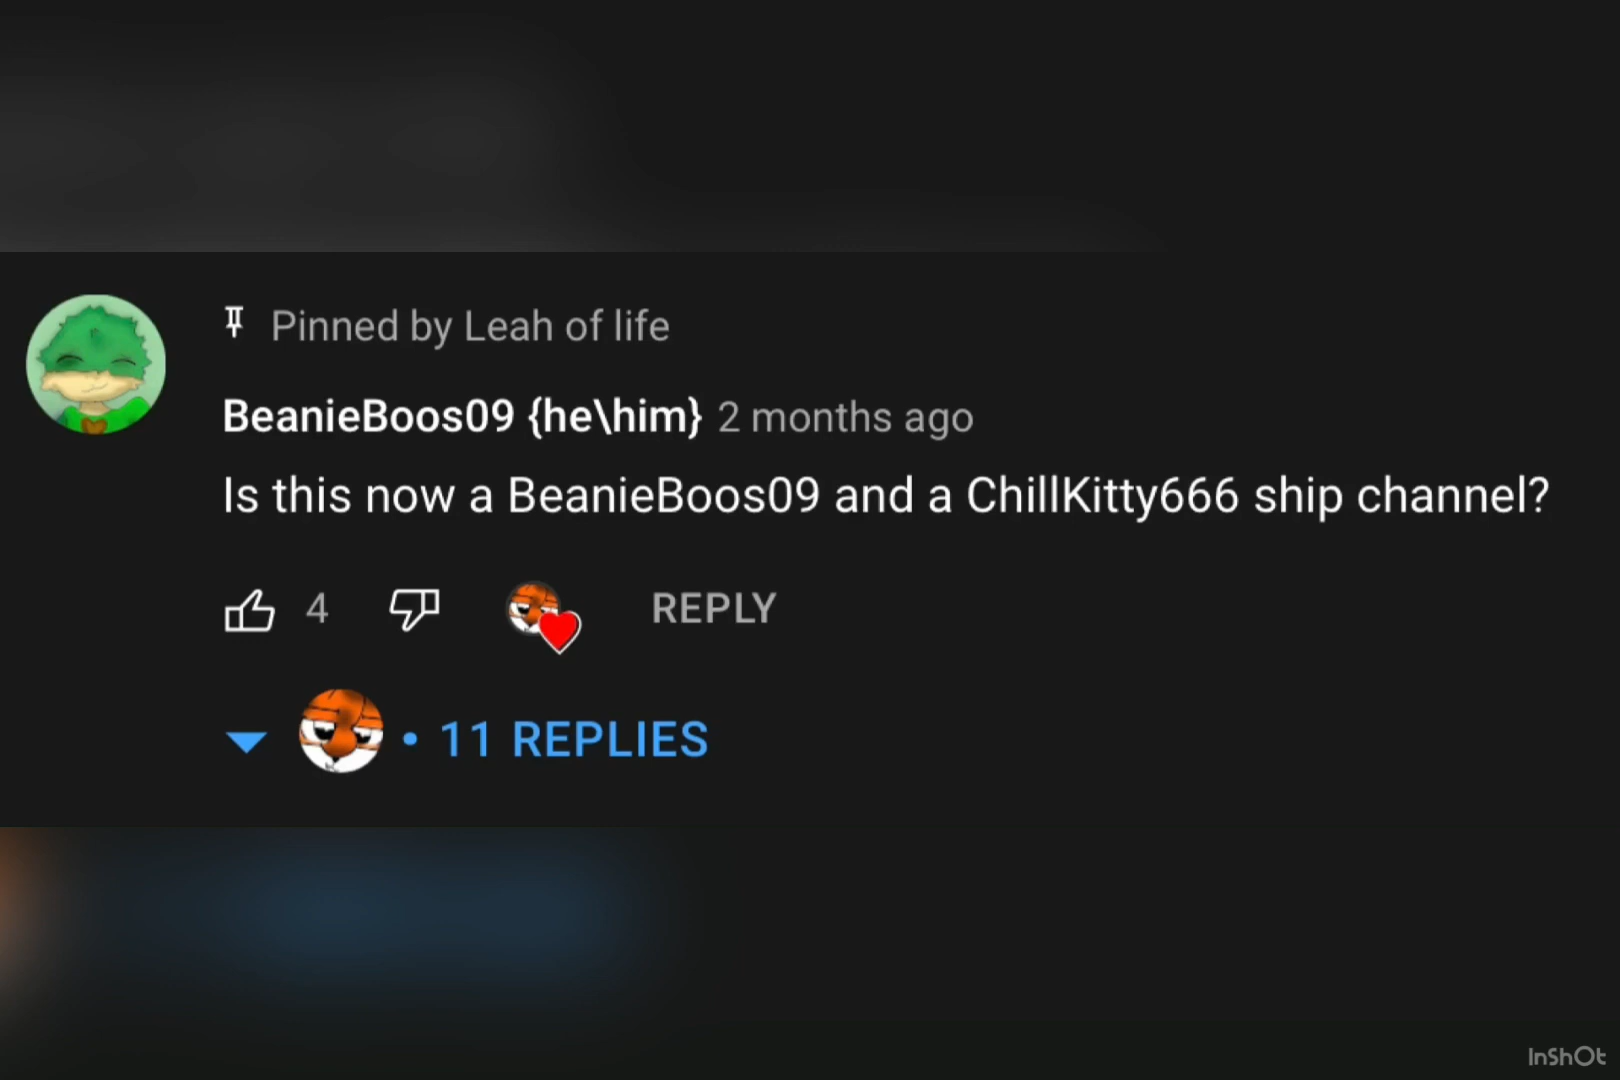 Pinned by Leah of life
BeanieBoos09 {he\him} 2 months ago
Is this now a BeanieBoos09 and a ChillKitty666 ship channel?
4 REPLY
• 11 REPLIES
InShOt